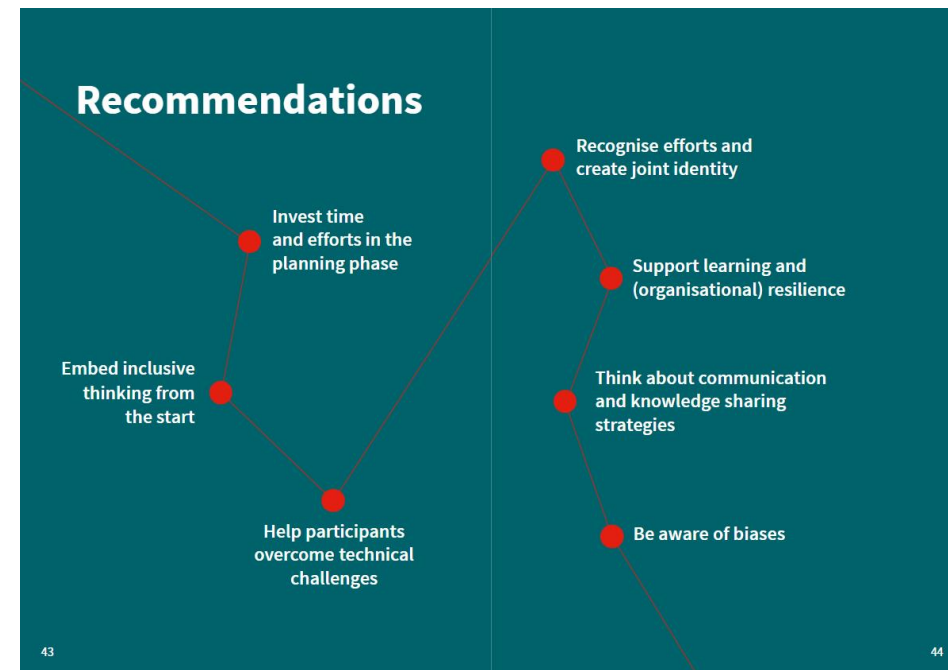 Recommendations
Invest time
and efforts in the
planning phase
Embed inclusive
thinking from
the start
Help participants
overcome technical
challenges
43
Recognise efforts and
create joint identity
Support learning and
(organisational) resilience
Think about communication
and knowledge sharing
strategies
Be aware of biases
44